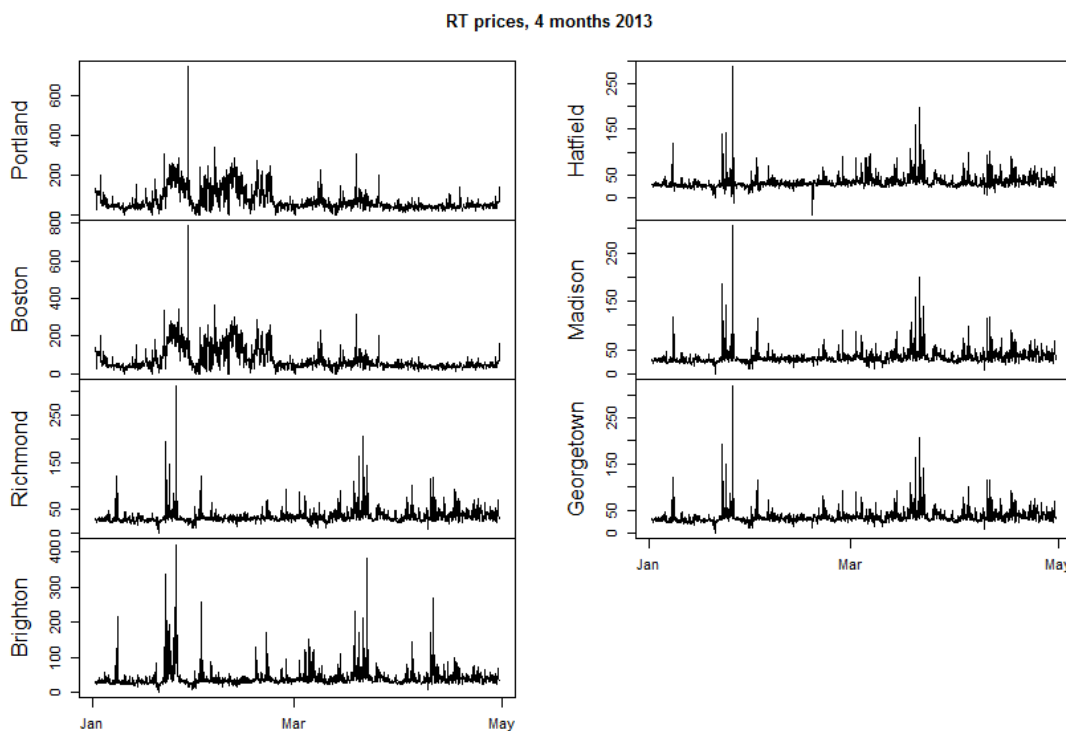 RT prices, 4 months 2013
Portland
200 400 600
Boston
0 200 400 600 800
Richmond
0 50 150 250
Brighton
0 100 200 300 400
Jan Mar May
Hatfield
0 50 150 250
Madison
0 50 150 250
Georgetown
0 50 150 250
Jan Mar May